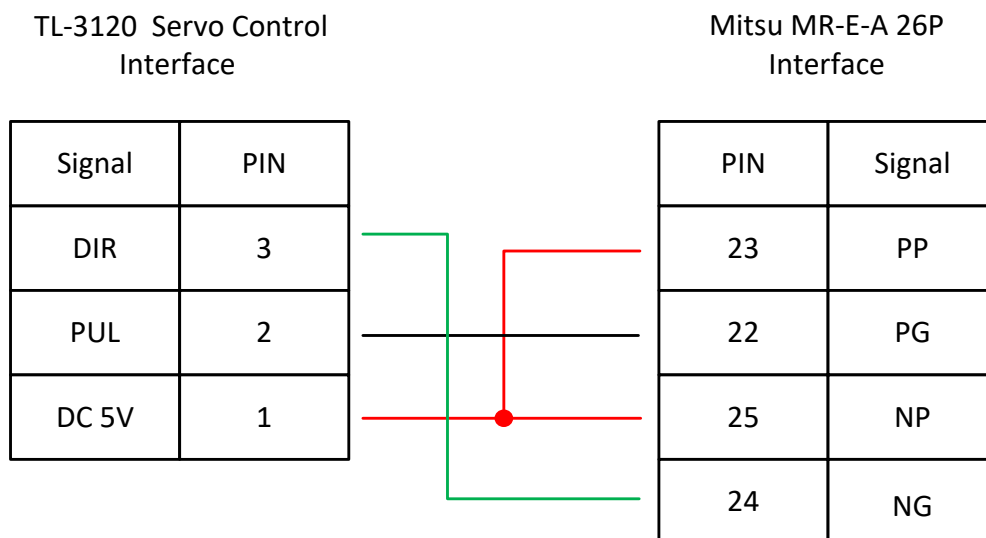 TL-3120 Servo Control
Interface
Signal PIN
DIR 3
PUL 2
DC 5V 1
Mitsu MR-E-A 26P
Interface
PIN Signal
23 PP
22 PG
25 NP
24 NG